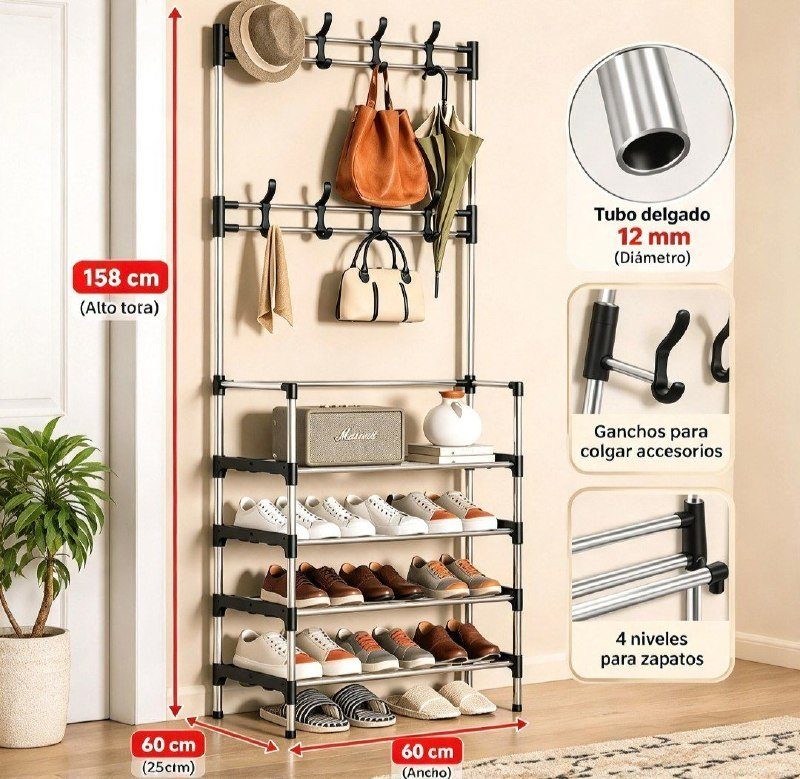 158 cm
(Alto tora)
Tubo delgado
12 mm
(Diámetro)
Ganchos para
colgar accesorios
4 niveles
para zapatos
60 cm
(25cm)
60 cm
(Ancho)